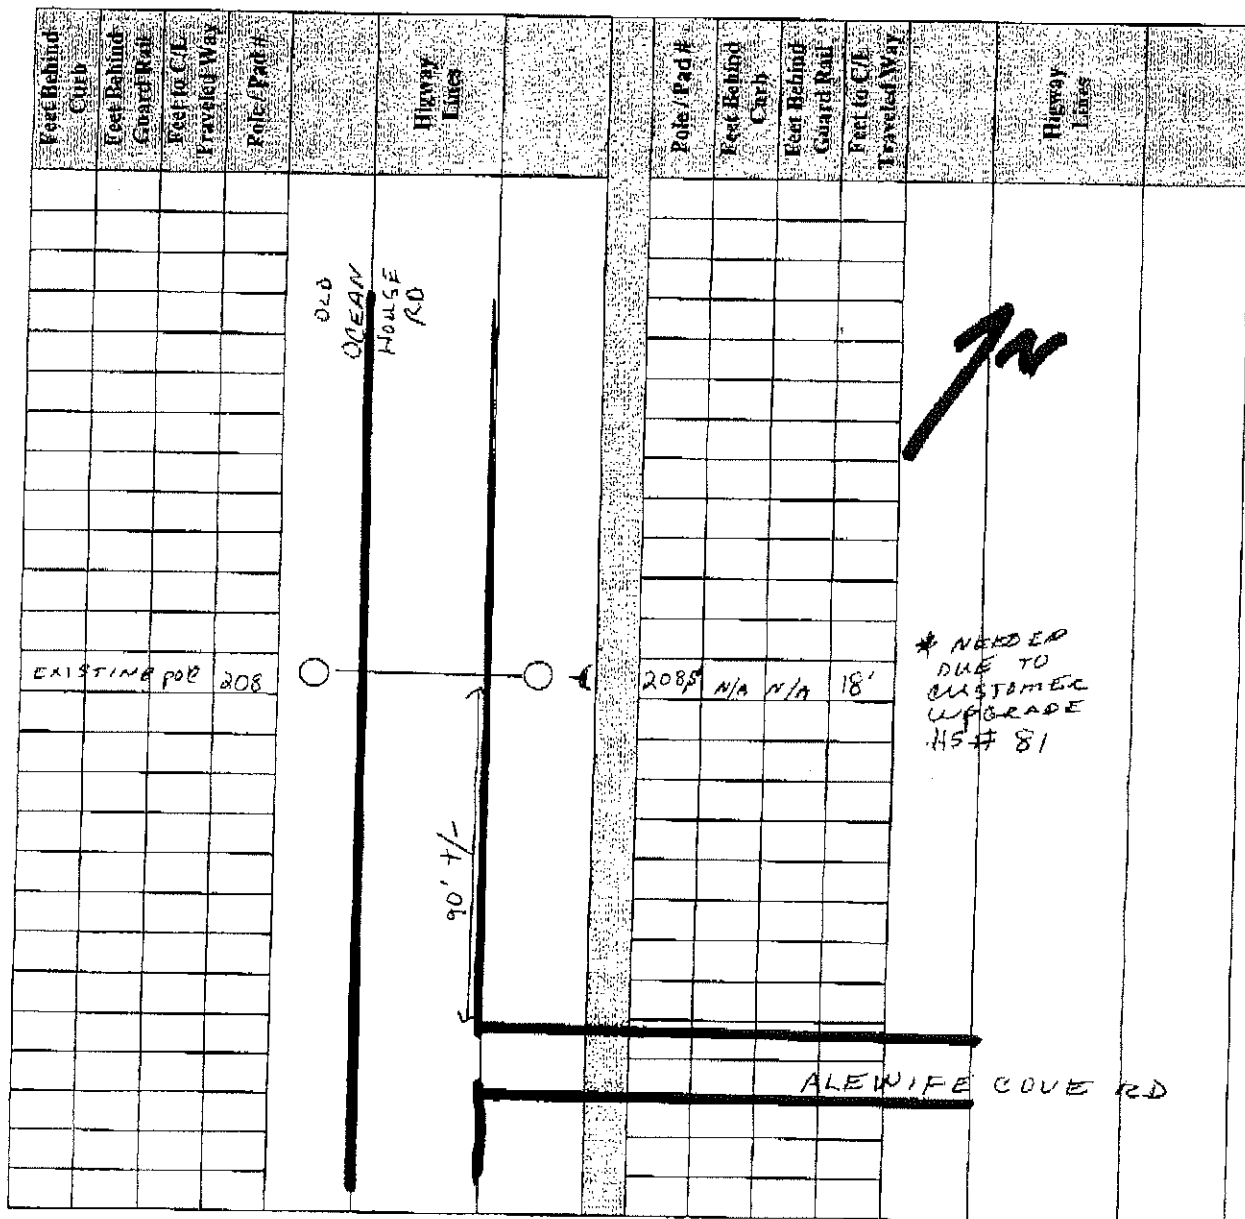 Feet Behind
Curb
Feet Behind
Guard Rail
Feet to C/L
Traveled Way
Pole / Pad #
Higway
Lines
Pole / Pad #
Feet Behind
Curb
Feet Behind
Guard Rail
Feet to C/L
Traveled Way
Higway
Lines
OLD
OCEAN
HOUSE
RD
N
EXISTING POLE 208
208S N/A N/A 18'
* NEEDED
DUE TO
CUSTOMER
UPGRADE
HS# 81
90' +/-
ALEWIFE COVE RD